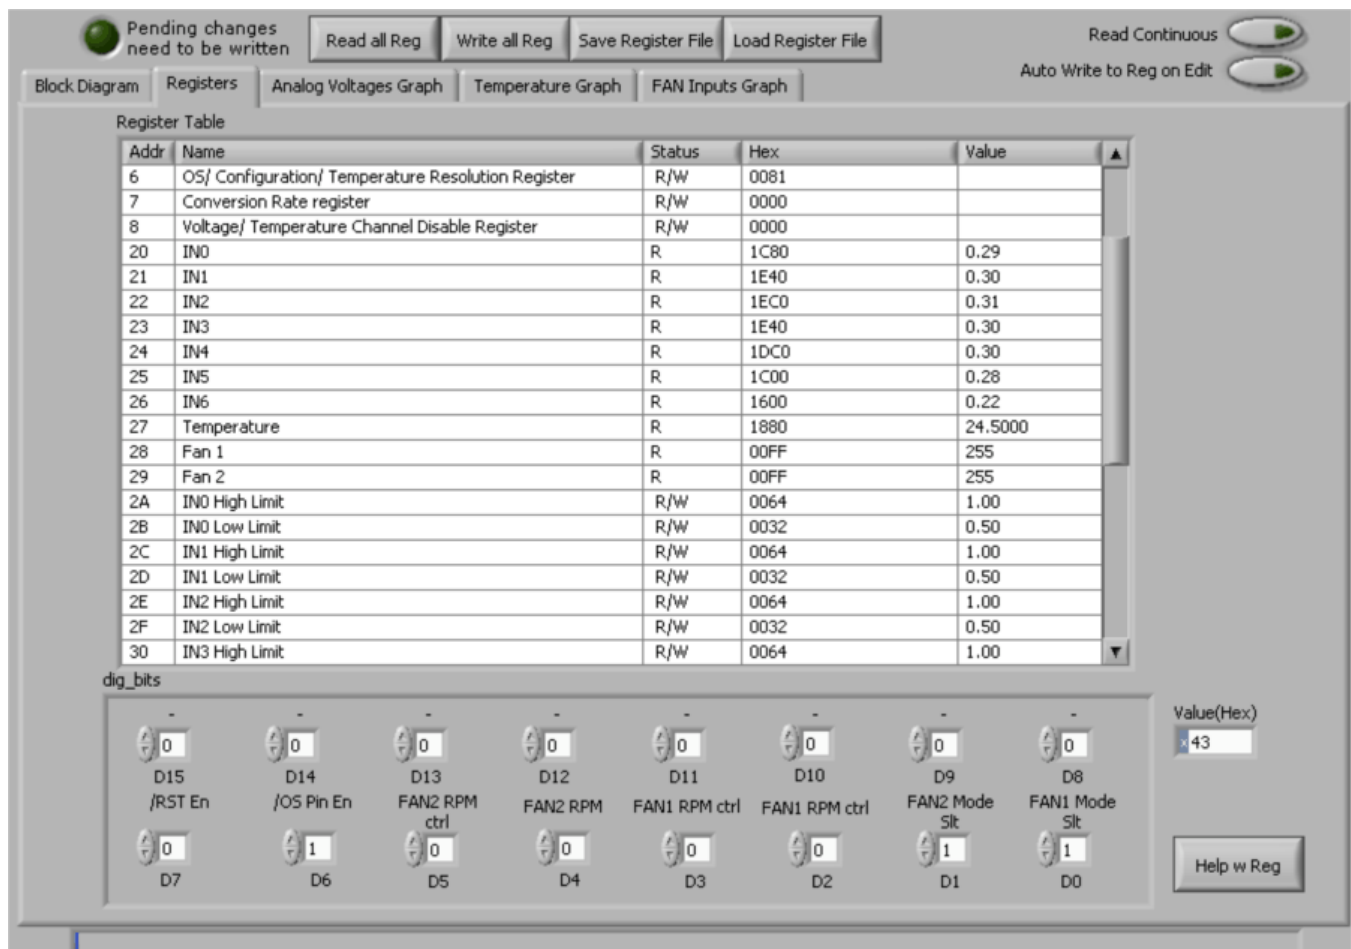 Pending changes
need to be written
Read all Reg Write all Reg Save Register File Load Register File
Read Continuous
Auto Write to Reg on Edit
Block Diagram Registers Analog Voltages Graph Temperature Graph FAN Inputs Graph
Register Table
Addr Name Status Hex Value
6 OS/ Configuration/ Temperature Resolution Register R/W 0081
7 Conversion Rate register R/W 0000
8 Voltage/ Temperature Channel Disable Register R/W 0000
20 IN0 R 1C80 0.29
21 IN1 R 1E40 0.30
22 IN2 R 1EC0 0.31
23 IN3 R 1E40 0.30
24 IN4 R 1DC0 0.30
25 IN5 R 1C00 0.28
26 IN6 R 1600 0.22
27 Temperature R 1880 24.5000
28 Fan 1 R 00FF 255
29 Fan 2 R 00FF 255
2A IN0 High Limit R/W 0064 1.00
2B IN0 Low Limit R/W 0032 0.50
2C IN1 High Limit R/W 0064 1.00
2D IN1 Low Limit R/W 0032 0.50
2E IN2 High Limit R/W 0064 1.00
2F IN2 Low Limit R/W 0032 0.50
30 IN3 High Limit R/W 0064 1.00
dig_bits
- - - - - - - -
0 0 0 0 0 0 0 0
D15 D14 D13 D12 D11 D10 D9 D8
/RST En /OS Pin En FAN2 RPM ctrl FAN2 RPM FAN1 RPM ctrl FAN1 RPM ctrl FAN2 Mode Slt FAN1 Mode Slt
0 1 0 0 0 0 1 1
D7 D6 D5 D4 D3 D2 D1 D0
Value(Hex)
x 43
Help w Reg